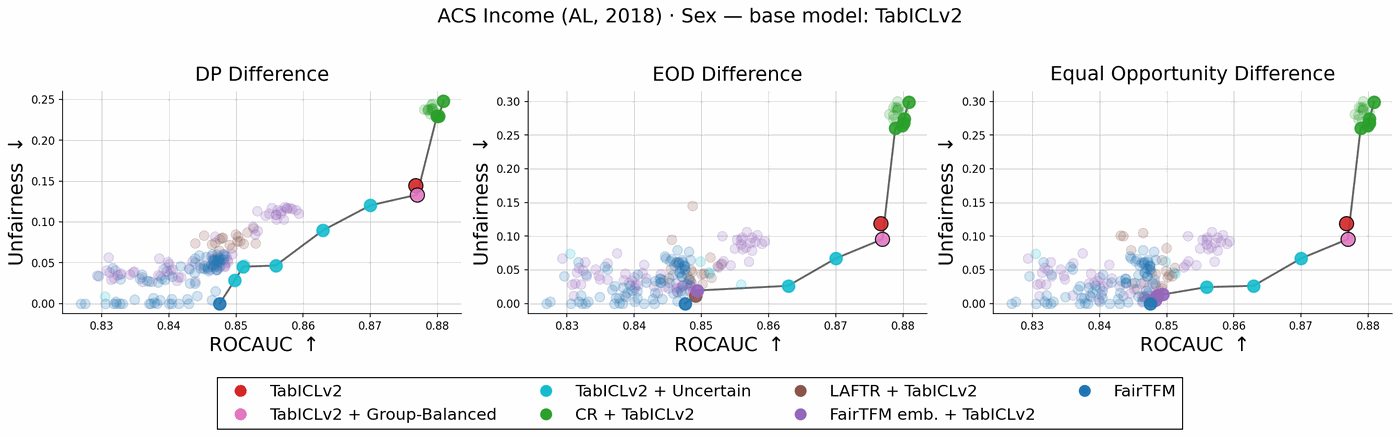 ACS Income (AL, 2018) · Sex — base model: TabICLv2
DP Difference
Unfairness ↓
0.25
0.20
0.15
0.10
0.05
0.00
0.83 0.84 0.85 0.86 0.87 0.88
ROCAUC ↑
EOD Difference
Unfairness ↓
0.30
0.25
0.20
0.15
0.10
0.05
0.00
0.83 0.84 0.85 0.86 0.87 0.88
ROCAUC ↑
Equal Opportunity Difference
Unfairness ↓
0.30
0.25
0.20
0.15
0.10
0.05
0.00
0.83 0.84 0.85 0.86 0.87 0.88
ROCAUC ↑
TabICLv2
TabICLv2 + Group-Balanced
TabICLv2 + Uncertain
CR + TabICLv2
LAFTR + TabICLv2
FairTFM emb. + TabICLv2
FairTFM